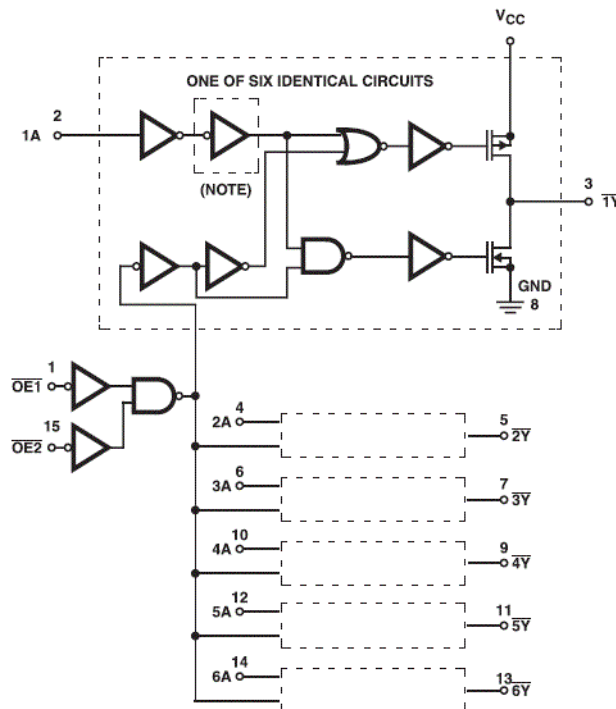 V_CC
ONE OF SIX IDENTICAL CIRCUITS
2
1A
(NOTE)
3
1Y
GND
8
1
OE1
15
OE2
4
2A
5
2Y
6
3A
7
3Y
10
4A
9
4Y
12
5A
11
5Y
14
6A
13
6Y